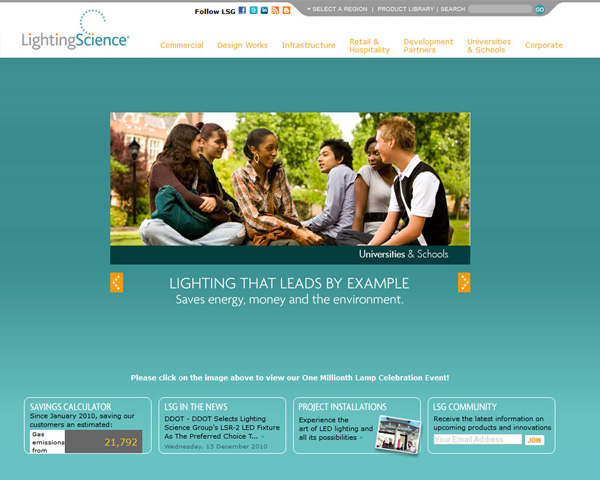 Follow LSG
SELECT A REGION | PRODUCT LIBRARY | SEARCH GO
LightingScience®
Commercial Design Works Infrastructure Retail & Hospitality Development Partners Universities & Schools Corporate
Universities & Schools
LIGHTING THAT LEADS BY EXAMPLE
Saves energy, money and the environment.
Please click on the image above to view our One Millionth Lamp Celebration Event!
SAVINGS CALCULATOR
Since January 2010, saving our
customers an estimated:
Gas
emissions
from
21,792
LSG IN THE NEWS
DDOT - DDOT Selects Lighting
Science Group's LSR-2 LED Fixture
As The Preferred Choice T... »
Wednesday, 15 December 2010
PROJECT INSTALLATIONS
Experience the
art of LED lighting and
all its possibilities »
LSG COMMUNITY
Receive the latest information on
upcoming products and innovations
Your Email Address JOIN